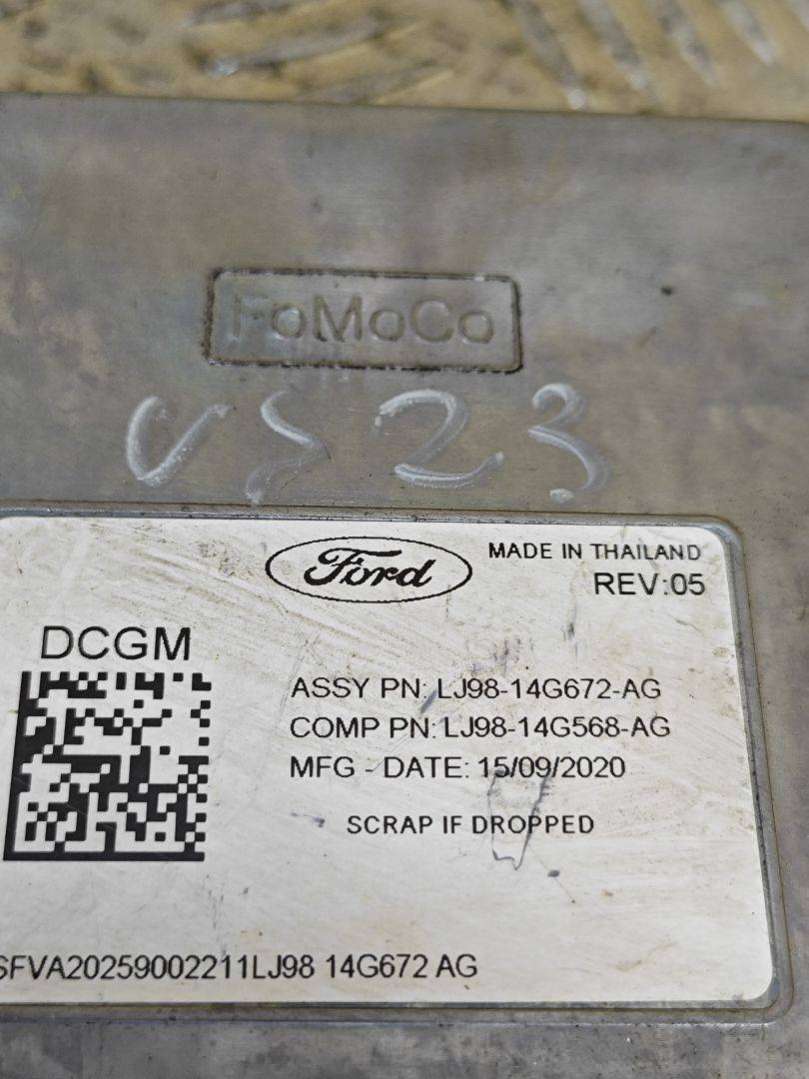 FoMoCo
VS23
Ford
MADE IN THAILAND
REV:05
DCGM
ASSY PN: LJ98-14G672-AG
COMP PN: LJ98-14G568-AG
MFG - DATE: 15/09/2020
SCRAP IF DROPPED
SFVA20259002211LJ98 14G672 AG